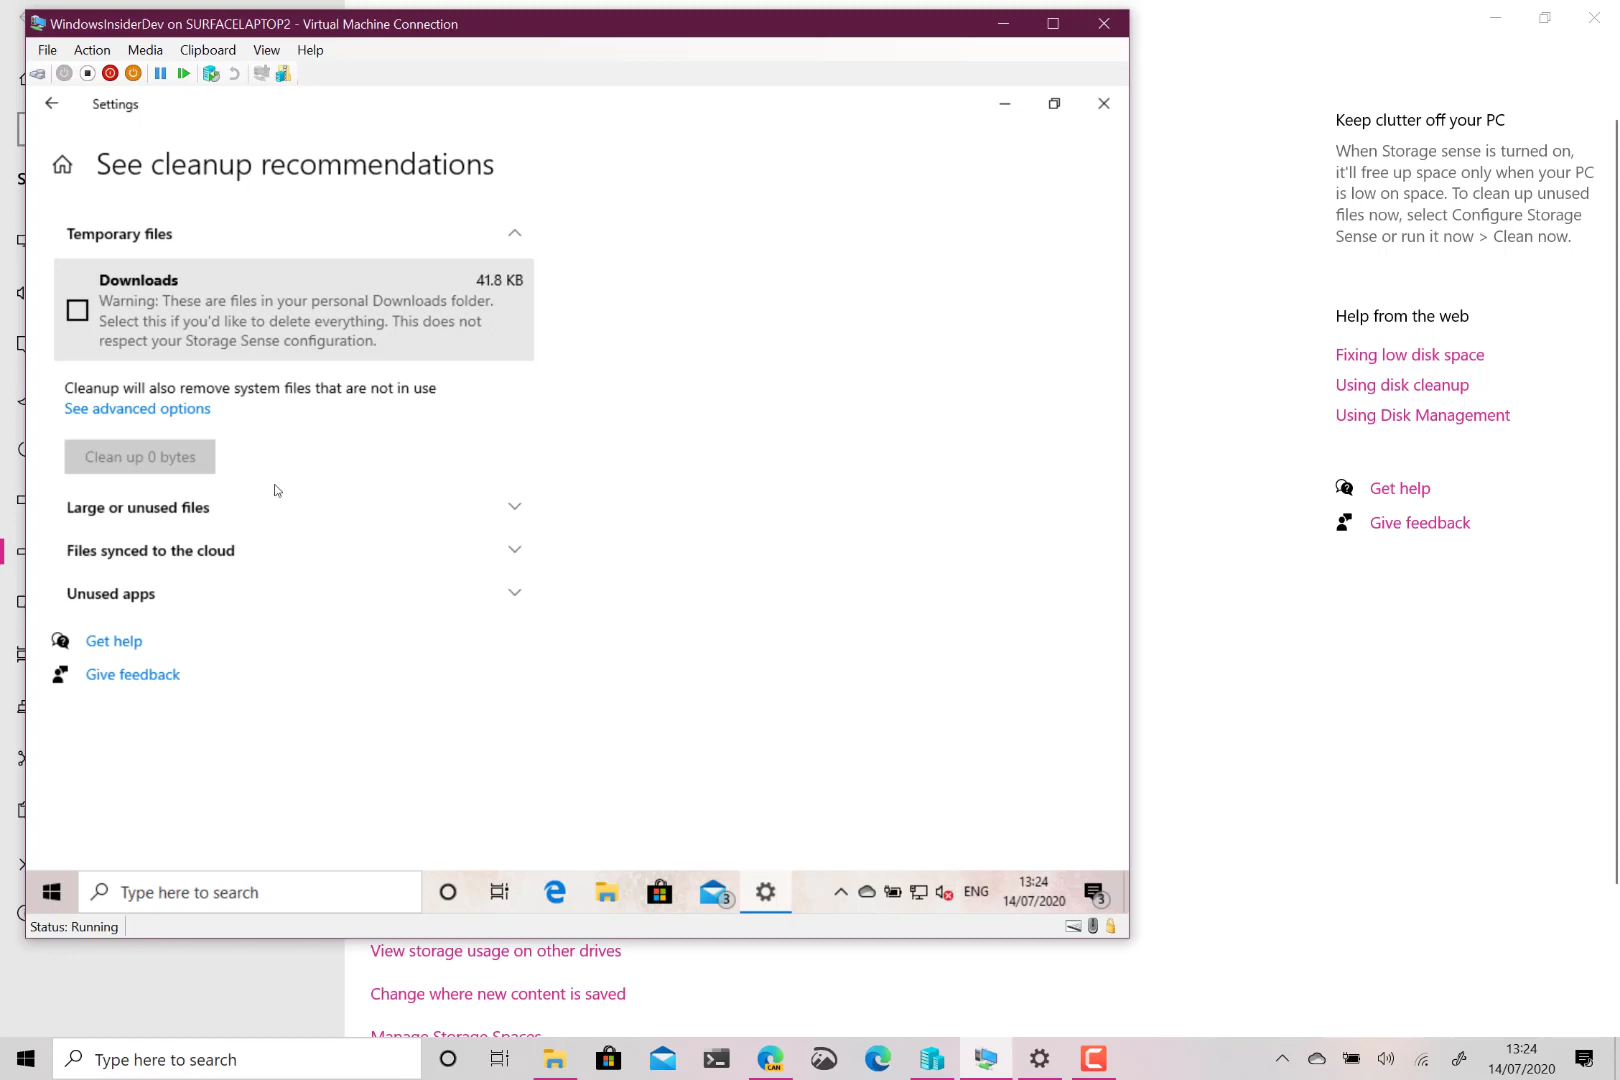 WindowsInsiderDev on SURFACELAPTOP2 - Virtual Machine Connection
File Action Media Clipboard View Help
Settings
See cleanup recommendations
Temporary files
Downloads 41.8 KB
Warning: These are files in your personal Downloads folder.
Select this if you'd like to delete everything. This does not
respect your Storage Sense configuration.
Cleanup will also remove system files that are not in use
See advanced options
Clean up 0 bytes
Large or unused files
Files synced to the cloud
Unused apps
Get help
Give feedback
Type here to search
3
ENG
13:24
14/07/2020
3
Status: Running
Keep clutter off your PC
When Storage sense is turned on,
it'll free up space only when your PC
is low on space. To clean up unused
files now, select Configure Storage
Sense or run it now > Clean now.
Help from the web
Fixing low disk space
Using disk cleanup
Using Disk Management
Get help
Give feedback
View storage usage on other drives
Change where new content is saved
Manage Storage Spaces
Type here to search
CAN
13:24
14/07/2020